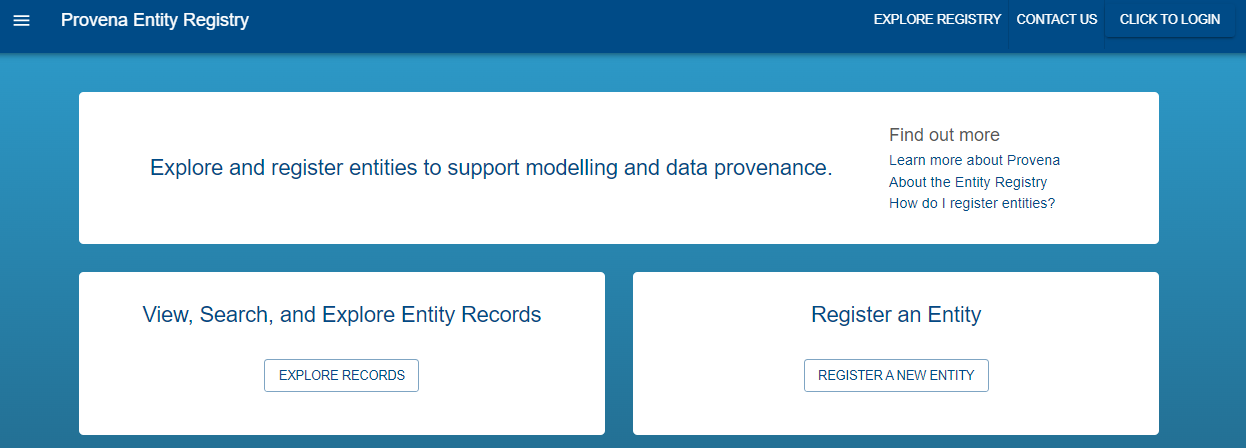 Provena Entity Registry
EXPLORE REGISTRY
CONTACT US
CLICK TO LOGIN
Explore and register entities to support modelling and data provenance.
Find out more
Learn more about Provena
About the Entity Registry
How do I register entities?
View, Search, and Explore Entity Records
EXPLORE RECORDS
Register an Entity
REGISTER A NEW ENTITY